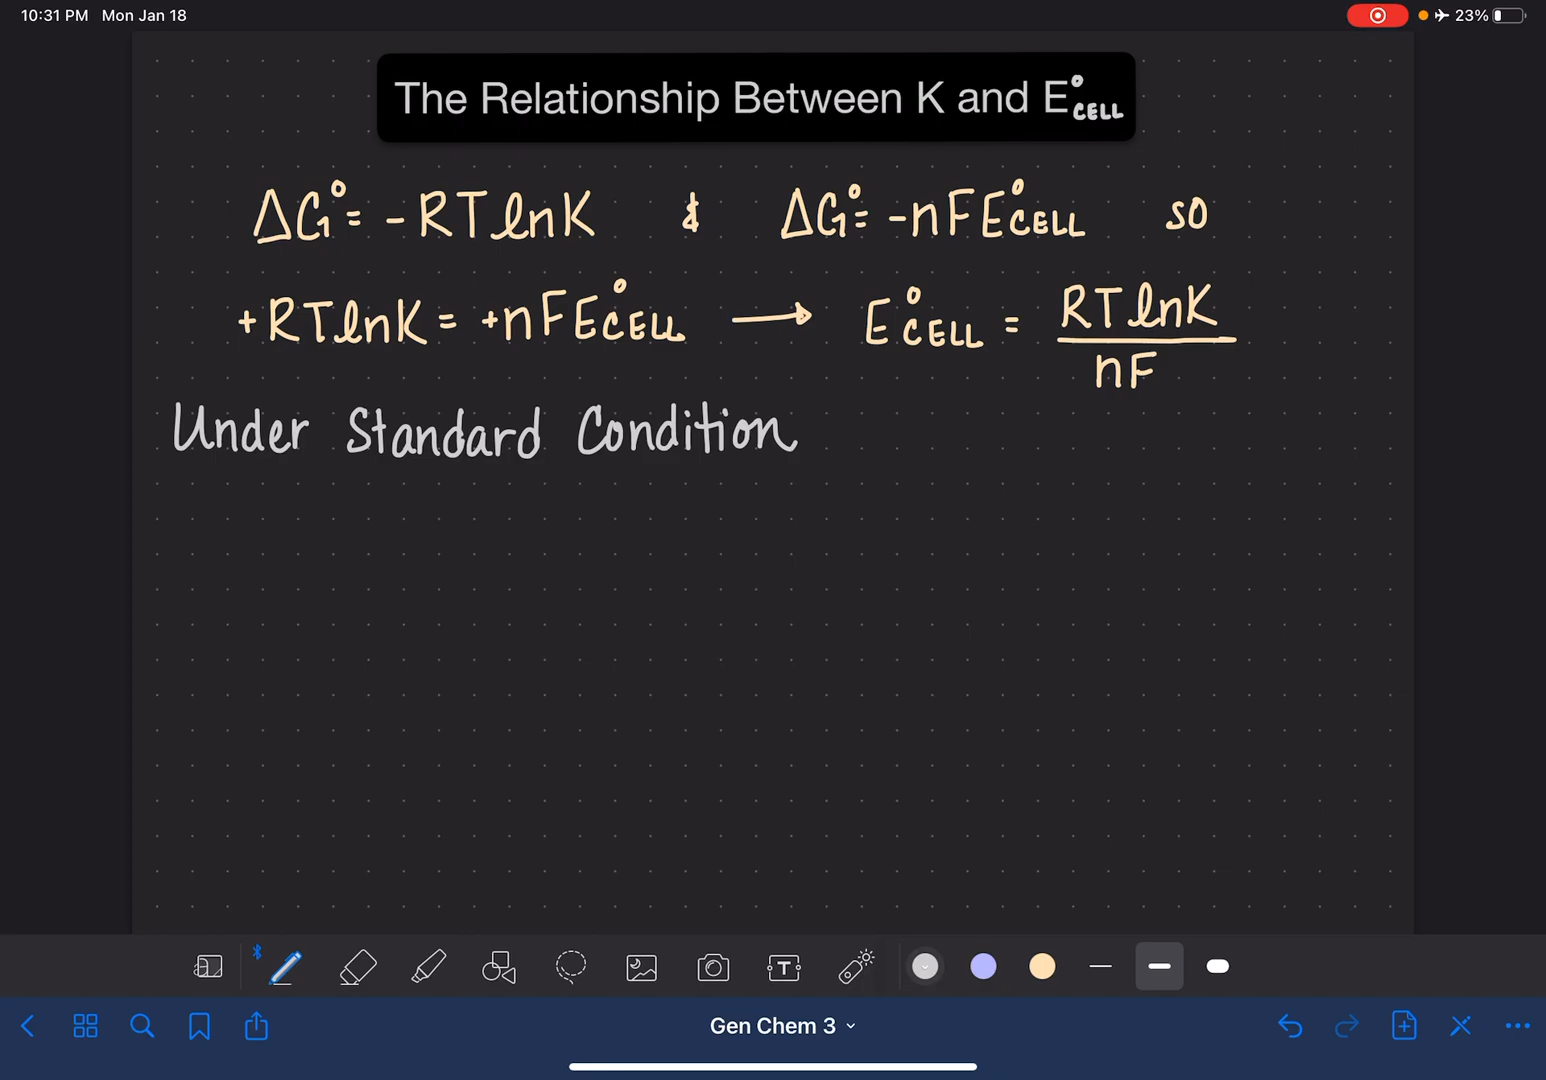 10:31 PM Mon Jan 18
23%
The Relationship Between K and E°CELL
ΔG° = -RTlnK & ΔG° = -nFE°CELL so
+RTlnK = +nFE°CELL → E°CELL = RTlnK / nF
Under Standard Condition
Gen Chem 3